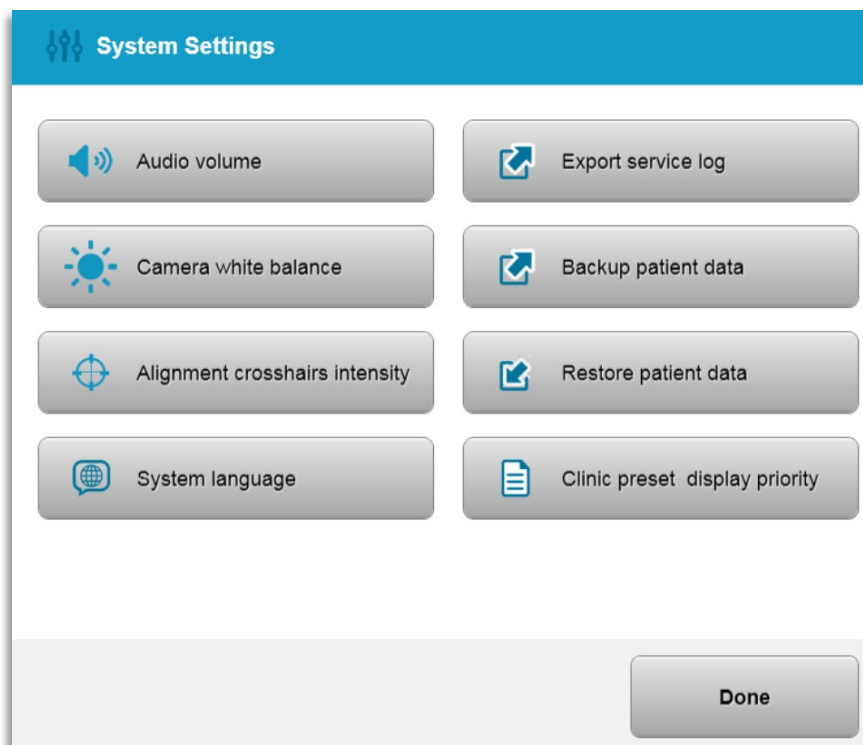 System Settings
Audio volume
Export service log
Camera white balance
Backup patient data
Alignment crosshairs intensity
Restore patient data
System language
Clinic preset  display priority
Done